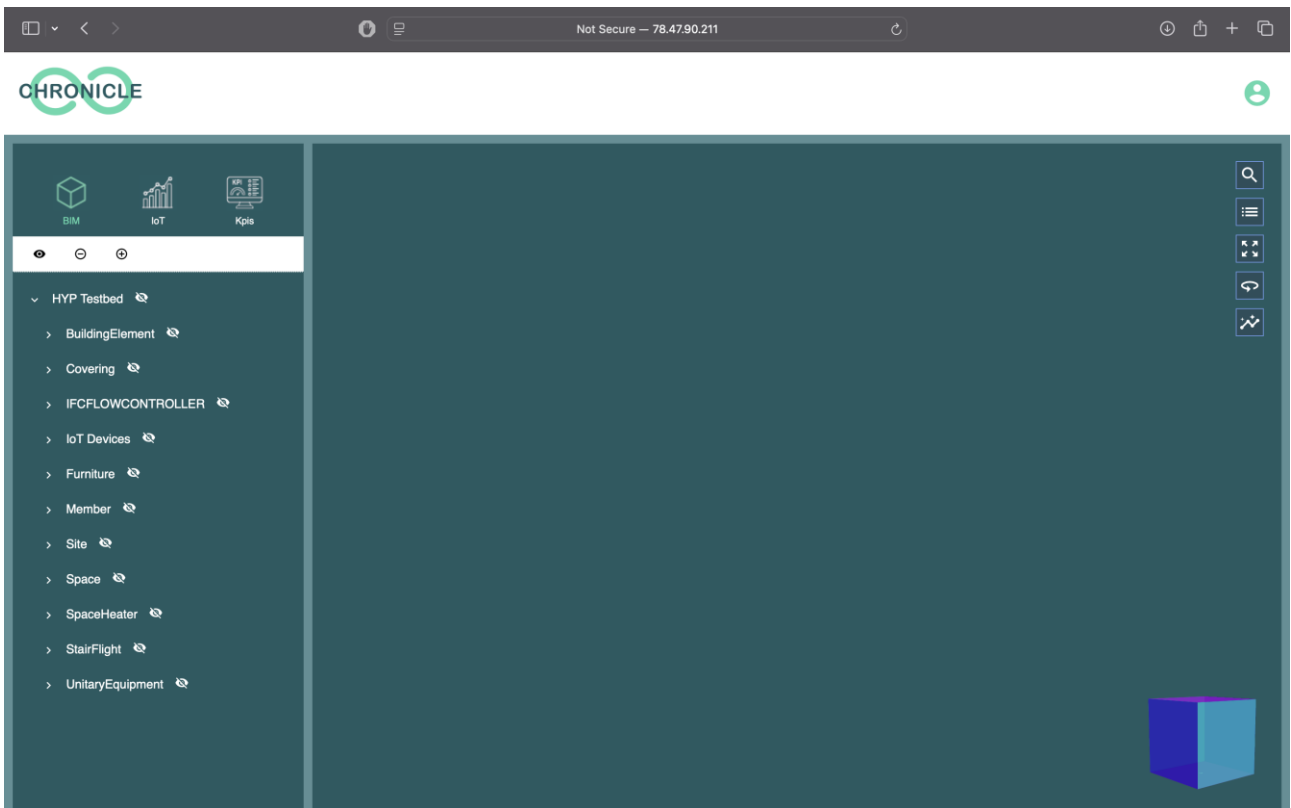 Not Secure — 78.47.90.211
CHRONICLE
KPI
BIM IoT Kpis
HYP Testbed
BuildingElement
Covering
IFCFLOWCONTROLLER
IoT Devices
Furniture
Member
Site
Space
SpaceHeater
StairFlight
UnitaryEquipment